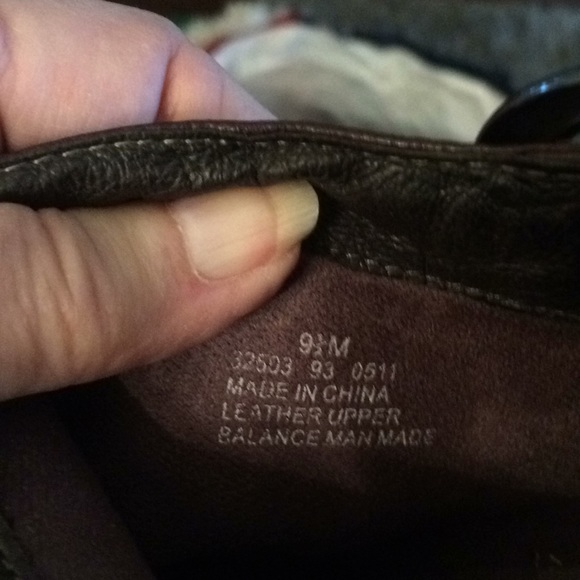 9½M
32503 93 0511
MADE IN CHINA
LEATHER UPPER
BALANCE MAN MADE